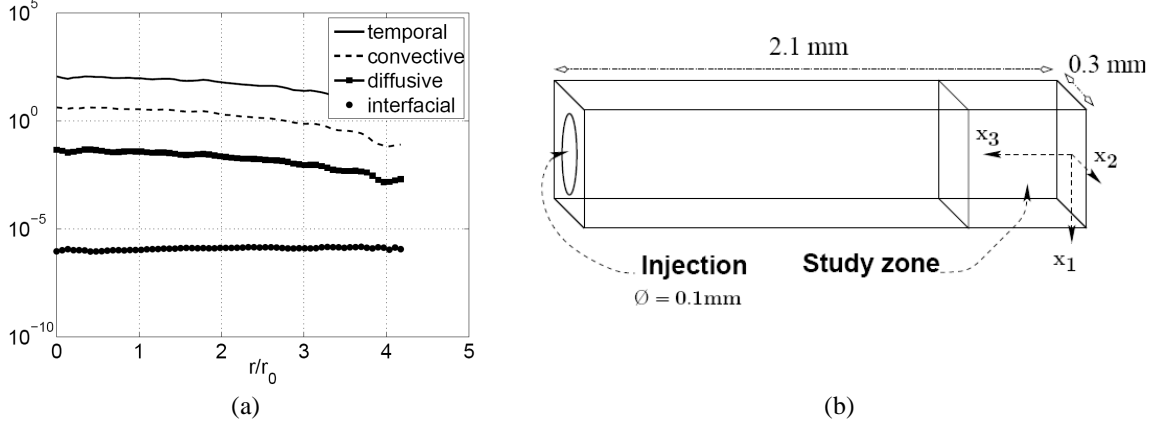 10^5
10^0
10^-5
10^-10
temporal
convective
diffusive
interfacial
0 1 2 3 4 5
r/r_0
(a)
2.1 mm
0.3 mm
x_3
x_2
x_1
Injection
Ø = 0.1mm
Study zone
(b)